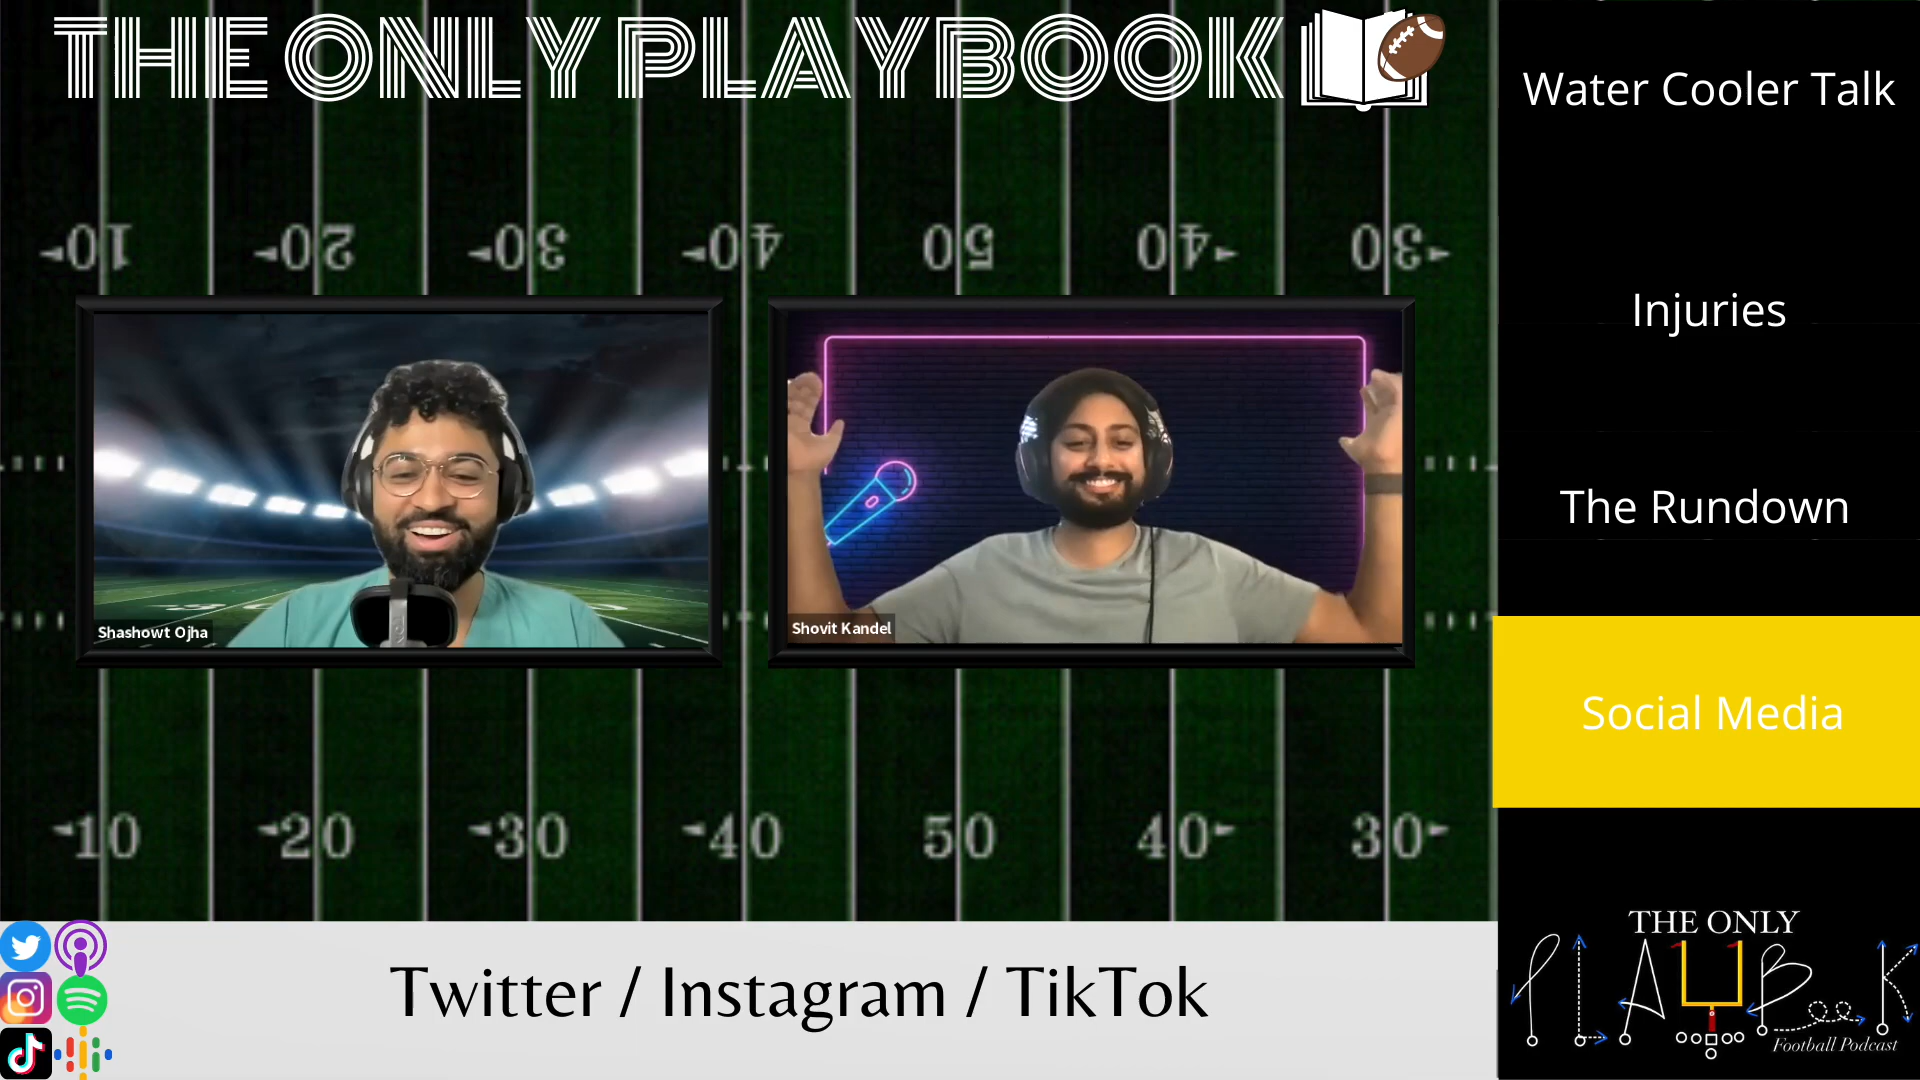 THE ONLY PLAYBOOK
Water Cooler Talk
Injuries
The Rundown
Social Media
10 20 30 40 50 40 30
Shashowt Ojha
Shovit Kandel
10 20 30 40 50 40 30
Twitter / Instagram / TikTok
THE ONLY
PLAYBooK
Football Podcast